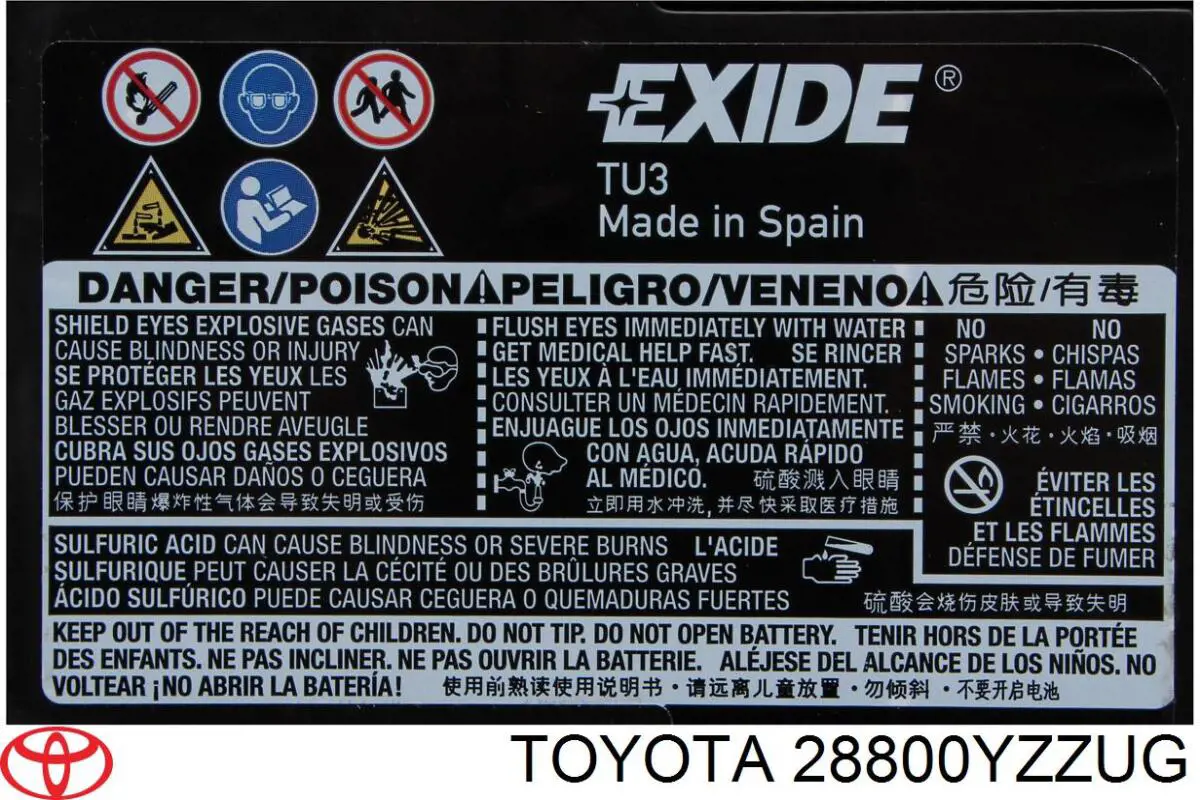 EXIDE®
TU3
Made in Spain
DANGER/POISON PELIGRO/VENENO 危险/有毒
SHIELD EYES EXPLOSIVE GASES CAN
CAUSE BLINDNESS OR INJURY
SE PROTÉGER LES YEUX LES
GAZ EXPLOSIFS PEUVENT
BLESSER OU RENDRE AVEUGLE
CUBRA SUS OJOS GASES EXPLOSIVOS
PUEDEN CAUSAR DAÑOS O CEGUERA
保护眼睛爆炸性气体会导致失明或受伤
FLUSH EYES IMMEDIATELY WITH WATER
GET MEDICAL HELP FAST. SE RINCER
LES YEUX À L'EAU IMMÉDIATEMENT.
CONSULTER UN MÉDECIN RAPIDEMENT.
ENJUAGUE LOS OJOS INMEDIATAMENTE
CON AGUA, ACUDA RÁPIDO
AL MÉDICO. 硫酸溅入眼睛
立即用水冲洗,并尽快采取医疗措施
NO NO
SPARKS • CHISPAS
FLAMES • FLAMAS
SMOKING • CIGARROS
严禁·火花·火焰·吸烟
ÉVITER LES
ÉTINCELLES
ET LES FLAMMES
DÉFENSE DE FUMER
SULFURIC ACID CAN CAUSE BLINDNESS OR SEVERE BURNS L'ACIDE
SULFURIQUE PEUT CAUSER LA CÉCITÉ OU DES BRÛLURES GRAVES
ÁCIDO SULFÚRICO PUEDE CAUSAR CEGUERA O QUEMADURAS FUERTES 硫酸会烧伤皮肤或导致失明
KEEP OUT OF THE REACH OF CHILDREN. DO NOT TIP. DO NOT OPEN BATTERY. TENIR HORS DE LA PORTÉE
DES ENFANTS. NE PAS INCLINER. NE PAS OUVRIR LA BATTERIE. ALÉJESE DEL ALCANCE DE LOS NIÑOS. NO
VOLTEAR ¡NO ABRIR LA BATERÍA! 使用前熟读使用说明书·请远离儿童放置·勿倾斜·不要开启电池
TOYOTA 28800YZZUG